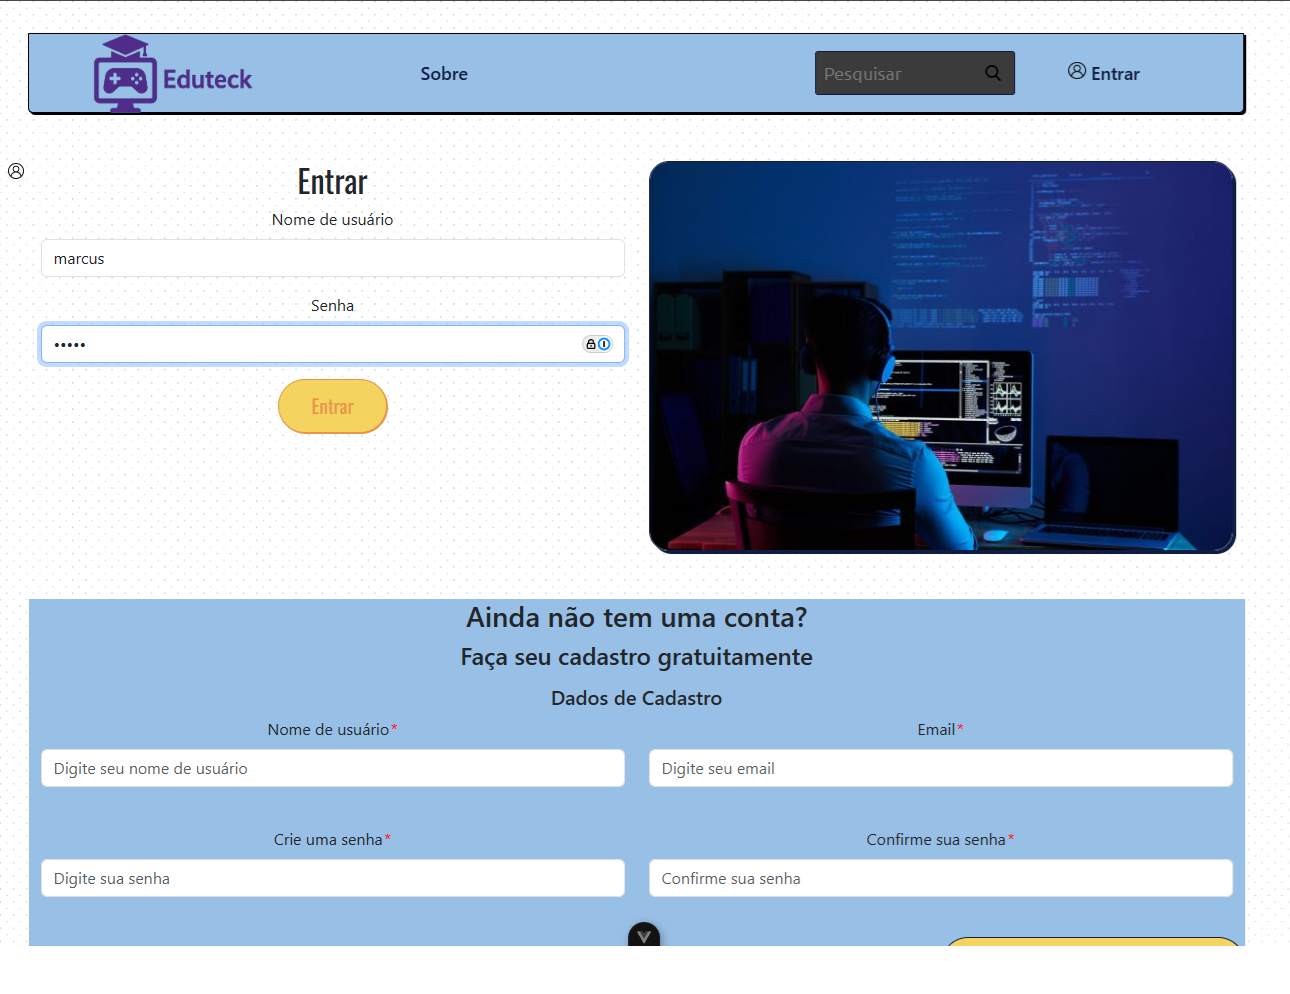 Eduteck
Sobre
Pesquisar
Entrar
Entrar
Nome de usuário
marcus
Senha
•••••
Entrar
Ainda não tem uma conta?
Faça seu cadastro gratuitamente
Dados de Cadastro
Nome de usuário*
Email*
Digite seu nome de usuário
Digite seu email
Crie uma senha*
Confirme sua senha*
Digite sua senha
Confirme sua senha